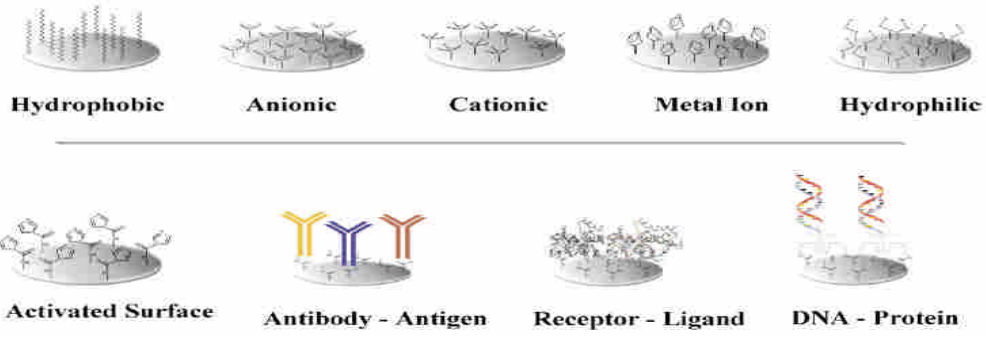 Hydrophobic Anionic Cationic Metal Ion Hydrophilic
Activated Surface Antibody - Antigen Receptor - Ligand DNA - Protein